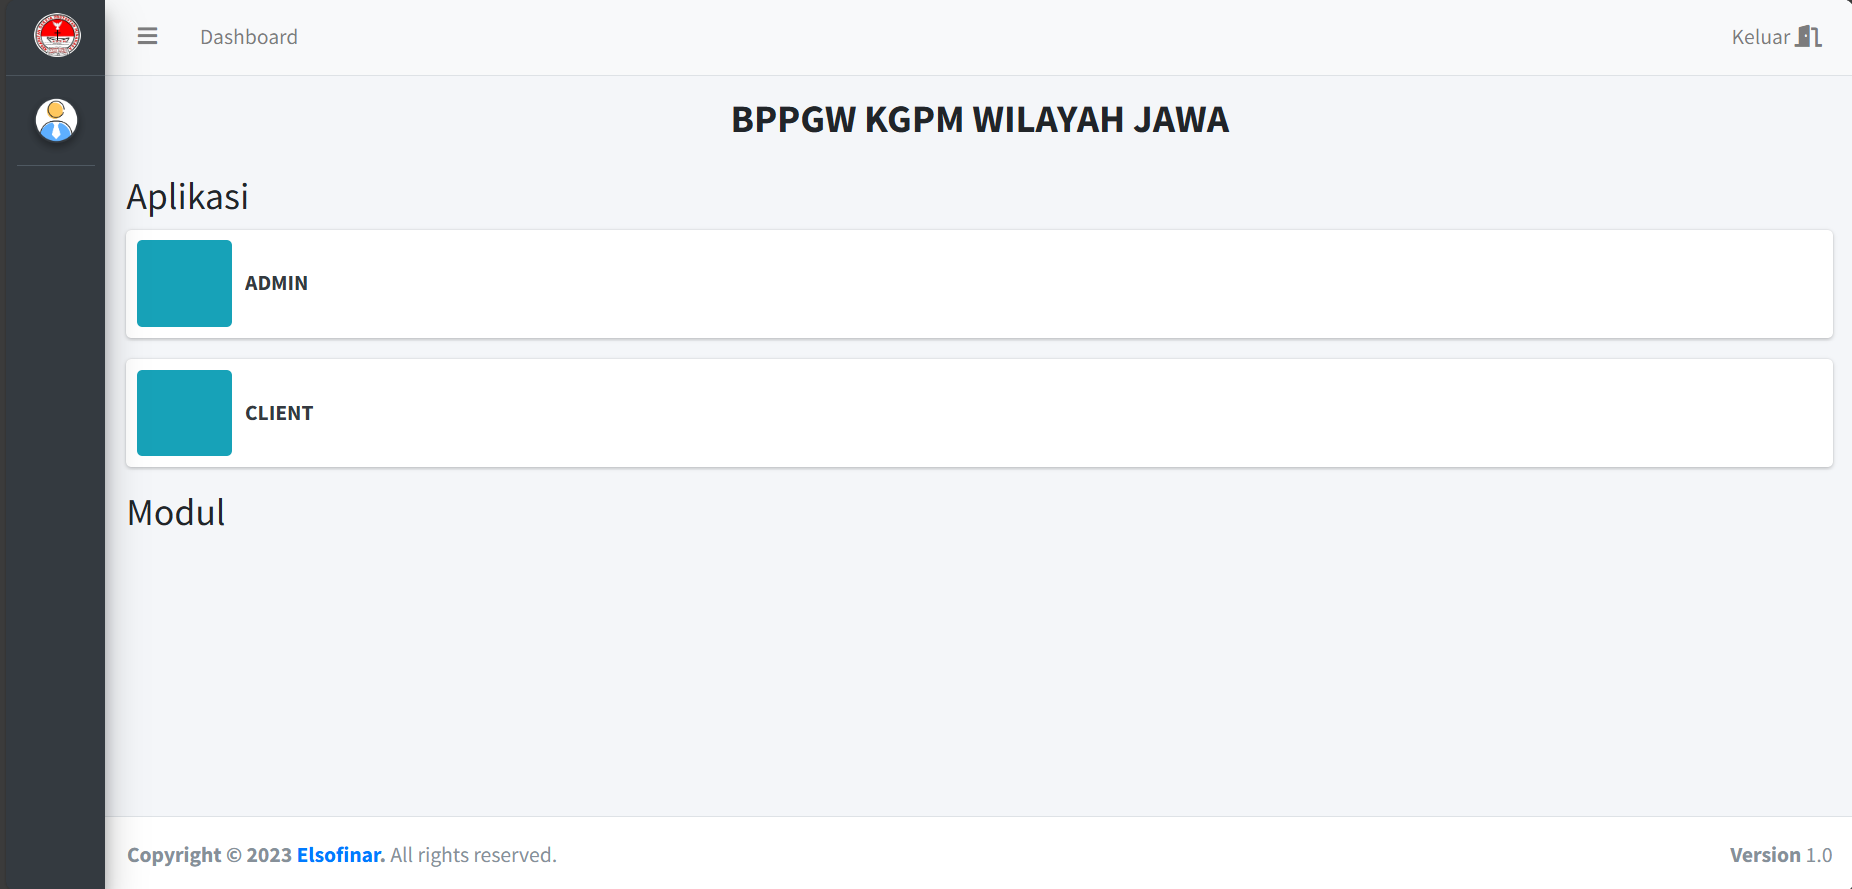 Dashboard
Keluar
BPPGW KGPM WILAYAH JAWA
Aplikasi
ADMIN
CLIENT
Modul
Copyright © 2023 Elsofinar. All rights reserved.
Version 1.0